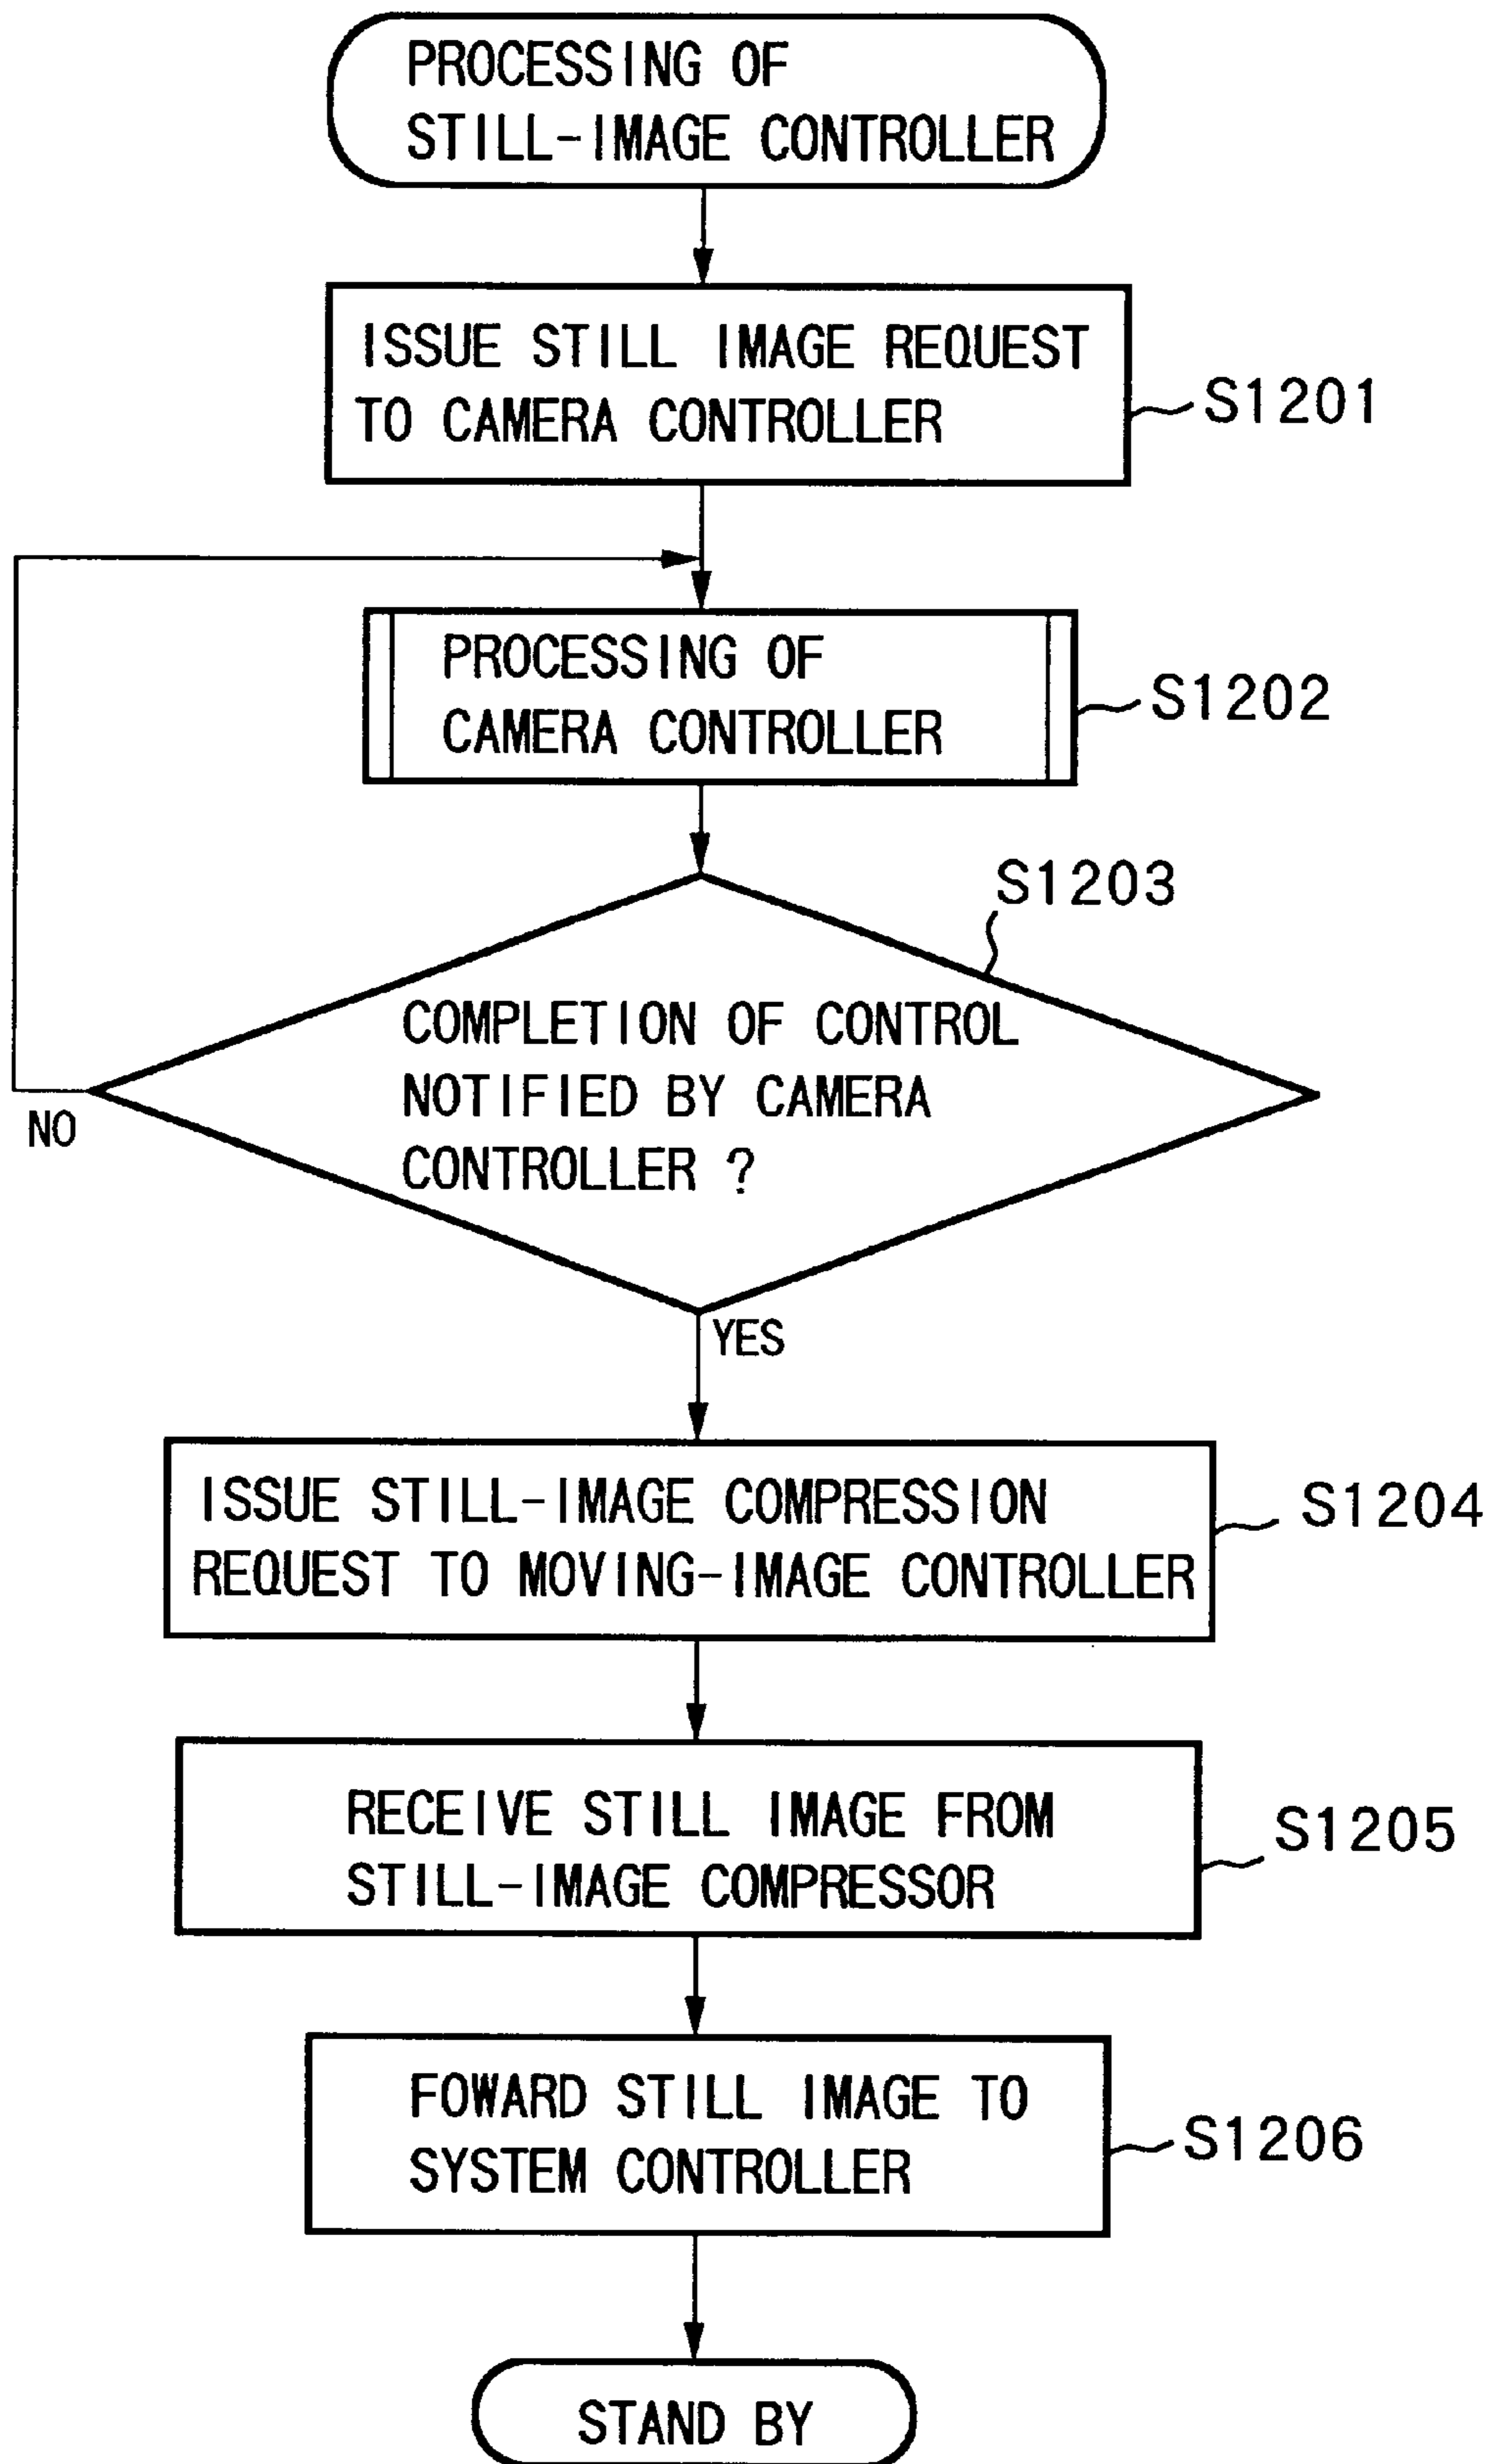 PROCESSING OF
STILL-IMAGE CONTROLLER
ISSUE STILL IMAGE REQUEST
TO CAMERA CONTROLLER
S1201
PROCESSING OF
CAMERA CONTROLLER
S1202
S1203
COMPLETION OF CONTROL
NOTIFIED BY CAMERA
CONTROLLER ?
NO
YES
ISSUE STILL-IMAGE COMPRESSION
REQUEST TO MOVING-IMAGE CONTROLLER
S1204
RECEIVE STILL IMAGE FROM
STILL-IMAGE COMPRESSOR
S1205
FOWARD STILL IMAGE TO
SYSTEM CONTROLLER
S1206
STAND BY